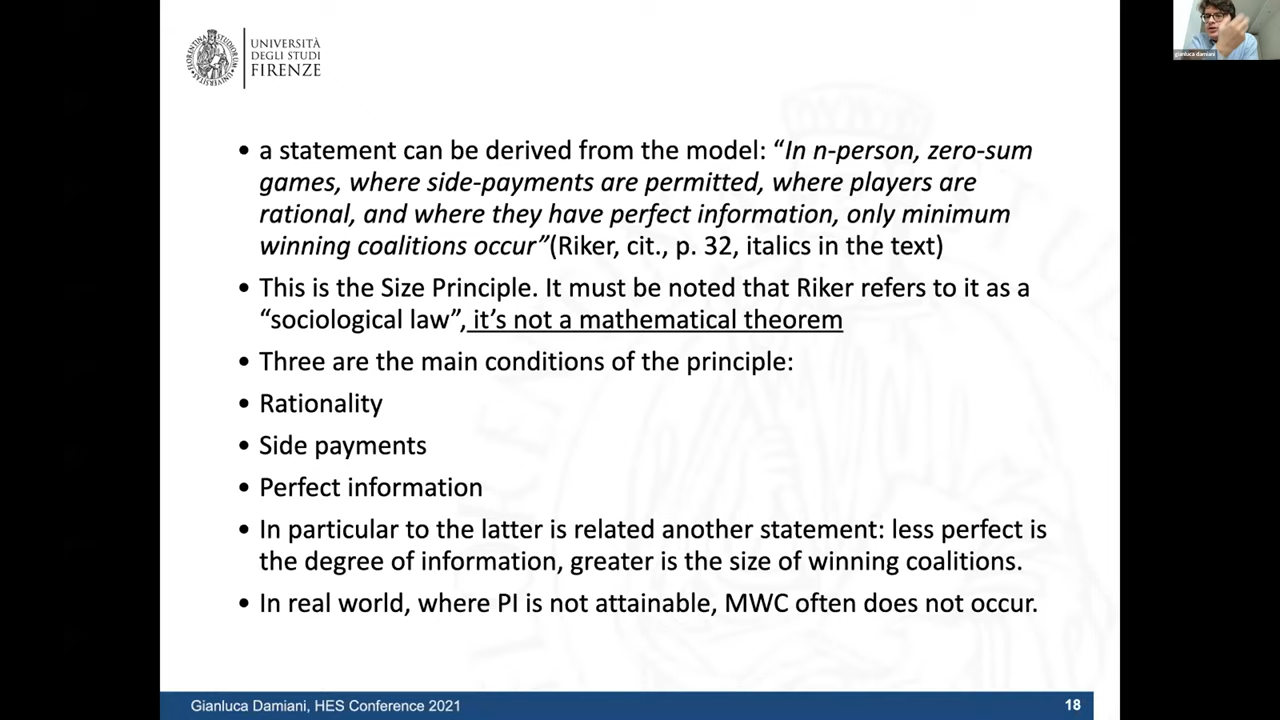 UNIVERSITÀ
DEGLI STUDI
FIRENZE
gianluca damiani
• a statement can be derived from the model: “In n-person, zero-sum
games, where side-payments are permitted, where players are
rational, and where they have perfect information, only minimum
winning coalitions occur”(Riker, cit., p. 32, italics in the text)
• This is the Size Principle. It must be noted that Riker refers to it as a
“sociological law”, it’s not a mathematical theorem
• Three are the main conditions of the principle:
• Rationality
• Side payments
• Perfect information
• In particular to the latter is related another statement: less perfect is
the degree of information, greater is the size of winning coalitions.
• In real world, where PI is not attainable, MWC often does not occur.
Gianluca Damiani, HES Conference 2021
18